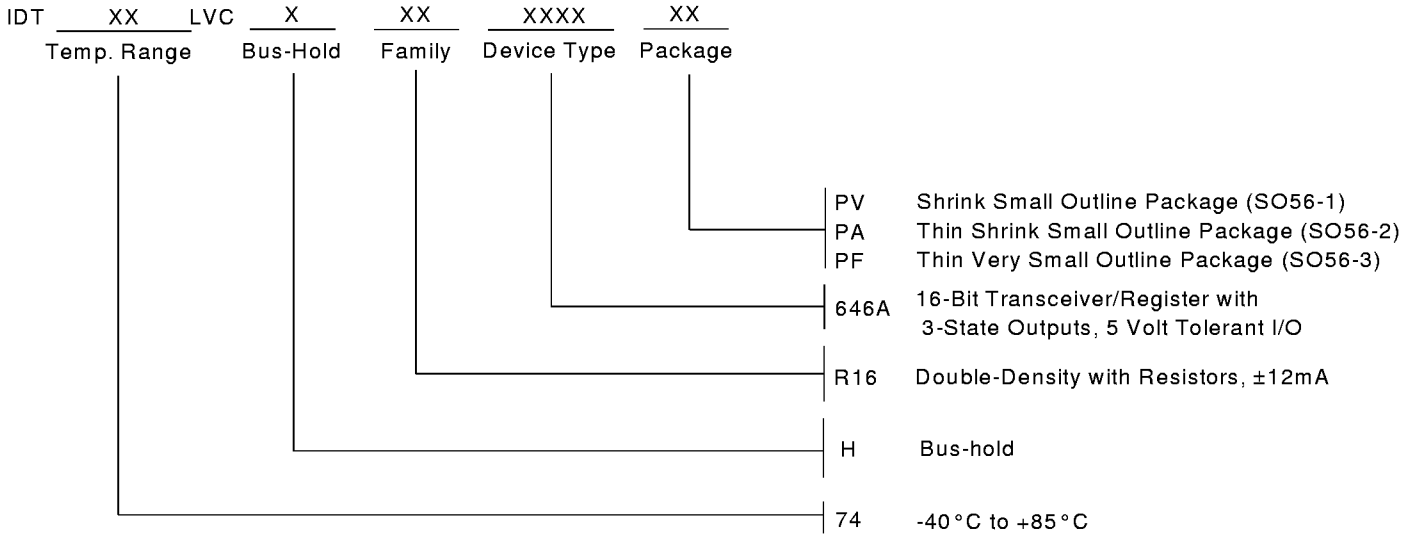 IDT XX LVC X XX XXXX XX
Temp. Range Bus-Hold Family Device Type Package
PV Shrink Small Outline Package (SO56-1)
PA Thin Shrink Small Outline Package (SO56-2)
PF Thin Very Small Outline Package (SO56-3)
646A 16-Bit Transceiver/Register with
3-State Outputs, 5 Volt Tolerant I/O
R16 Double-Density with Resistors, ±12mA
H Bus-hold
74 -40°C to +85°C